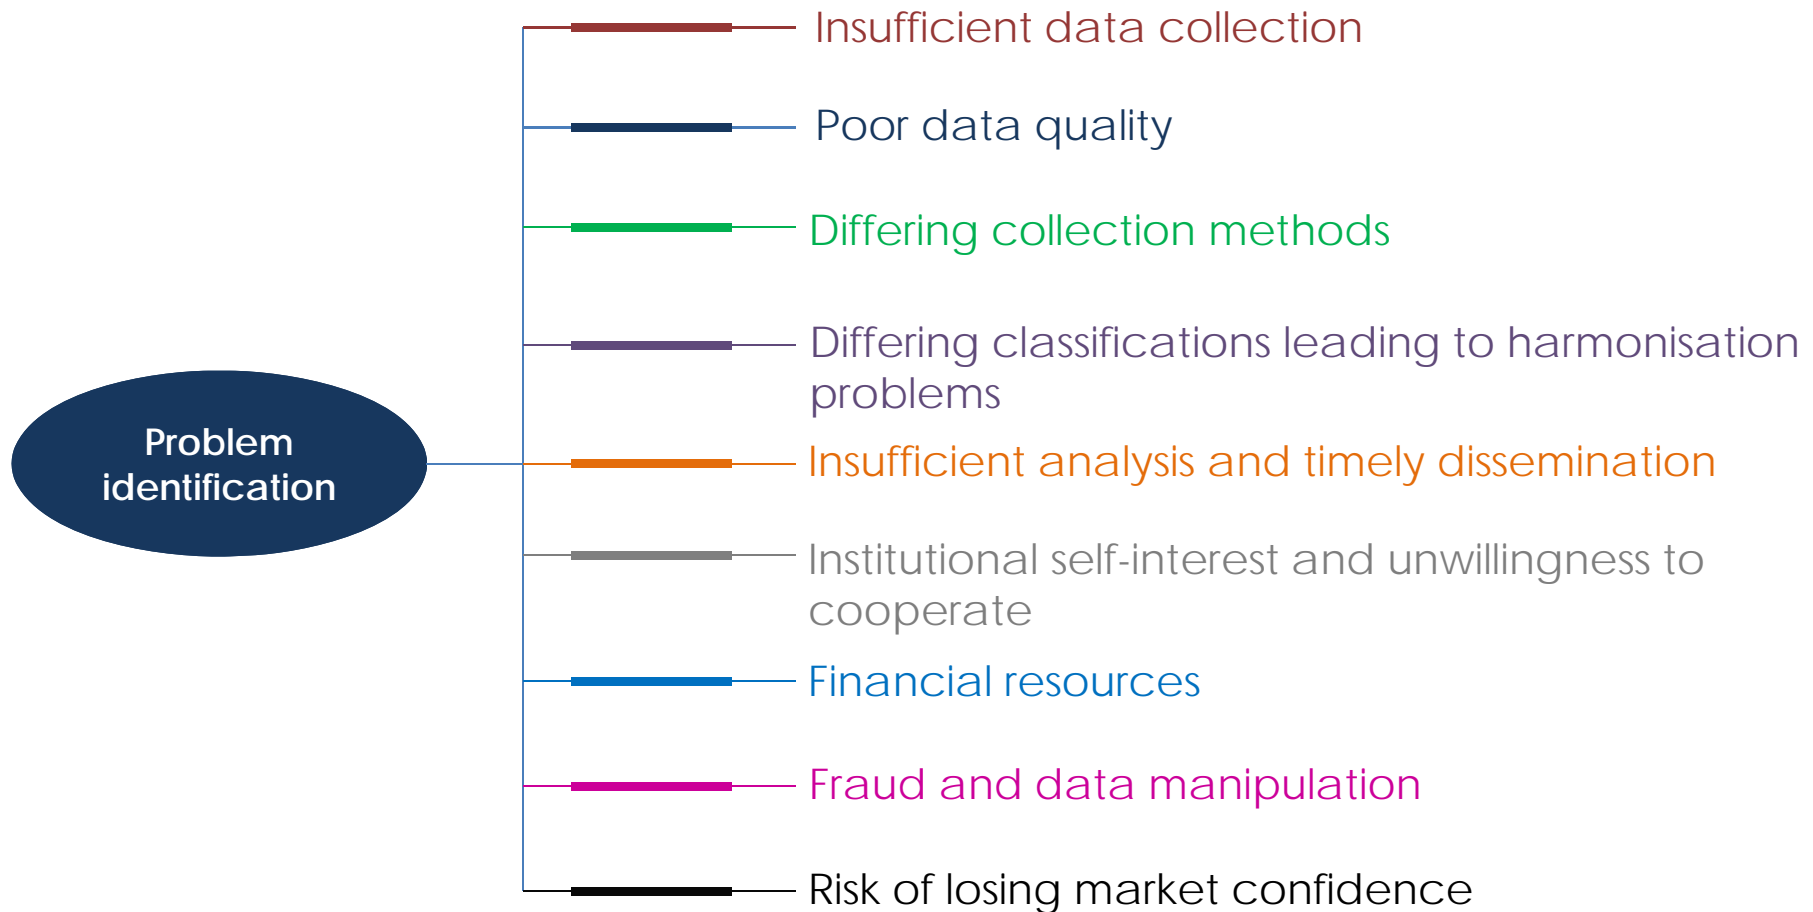 Insufficient data collection
Poor data quality
Differing collection methods
Differing classifications leading to harmonisation
problems
Problem
identification
Insufficient analysis and timely dissemination
Institutional self-interest and unwillingness to
cooperate
Financial resources
Fraud and data manipulation
Risk of losing market confidence